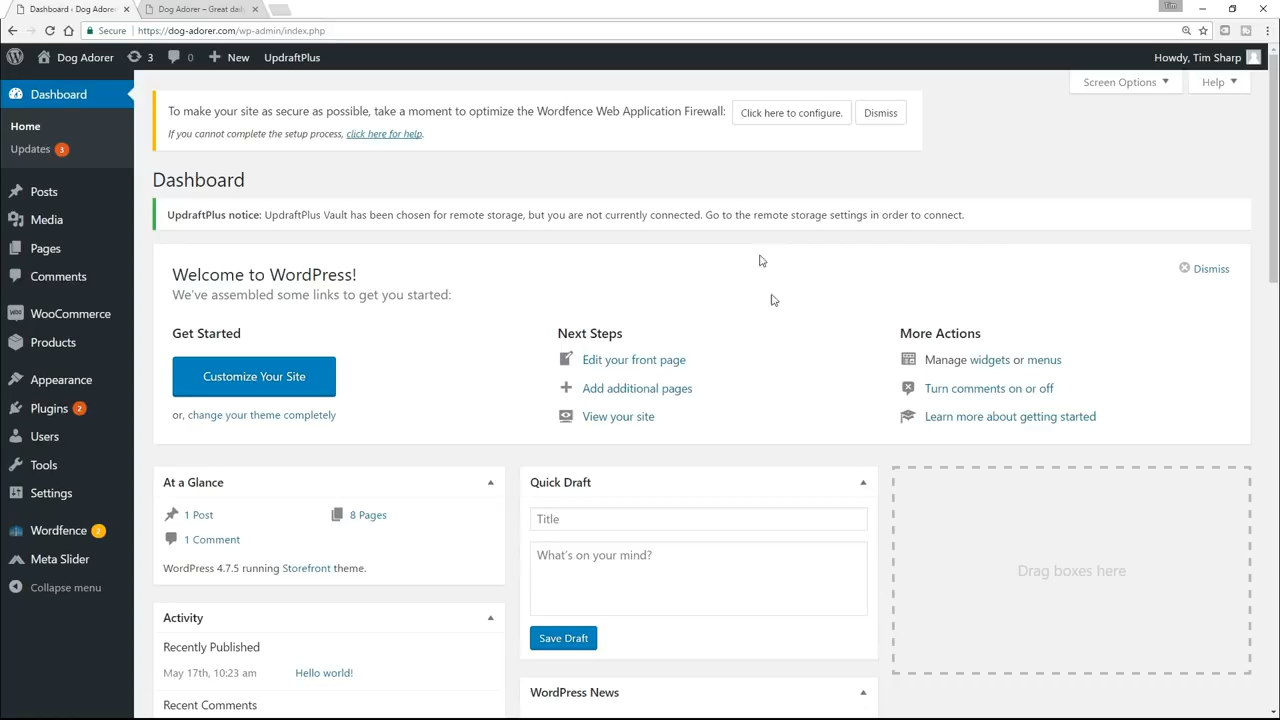 Dashboard ‹ Dog Adorer
Dog Adorer – Great dail
Tim
Secure
https://dog-adorer.com/wp-admin/index.php
Dog Adorer
3
0
New
UpdraftPlus
Howdy, Tim Sharp
Dashboard
Home
Updates 3
Posts
Media
Pages
Comments
WooCommerce
Products
Appearance
Plugins 2
Users
Tools
Settings
Wordfence 2
Meta Slider
Collapse menu
Screen Options
Help
To make your site as secure as possible, take a moment to optimize the Wordfence Web Application Firewall: Click here to configure. Dismiss
If you cannot complete the setup process, click here for help.
Dashboard
UpdraftPlus notice: UpdraftPlus Vault has been chosen for remote storage, but you are not currently connected. Go to the remote storage settings in order to connect.
Welcome to WordPress!
Dismiss
We've assembled some links to get you started:
Get Started
Customize Your Site
or, change your theme completely
Next Steps
Edit your front page
Add additional pages
View your site
More Actions
Manage widgets or menus
Turn comments on or off
Learn more about getting started
At a Glance
1 Post
8 Pages
1 Comment
WordPress 4.7.5 running Storefront theme.
Activity
Recently Published
May 17th, 10:23 am
Hello world!
Recent Comments
Quick Draft
Title
What's on your mind?
Save Draft
WordPress News
Drag boxes here